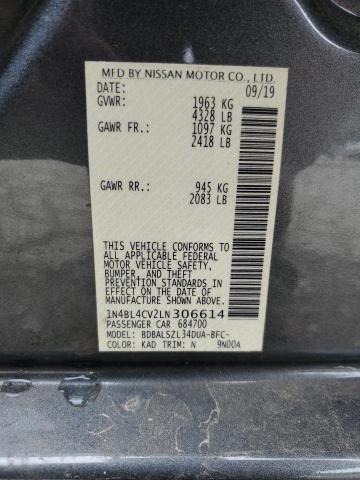 MFD BY NISSAN MOTOR CO., LTD.
DATE: 09/19
GVWR: 1963 KG
4328 LB
GAWR FR.: 1097 KG
2418 LB
GAWR RR.: 945 KG
2083 LB
THIS VEHICLE CONFORMS TO
ALL APPLICABLE FEDERAL
MOTOR VEHICLE SAFETY,
BUMPER, AND THEFT
PREVENTION STANDARDS IN
EFFECT ON THE DATE OF
MANUFACTURE SHOWN ABOVE.
1N4BL4CV2LN306614
PASSENGER CAR 684700
MODEL: BDBALSZL34DUA-BFC-
COLOR: KAD TRIM: N 9N00A